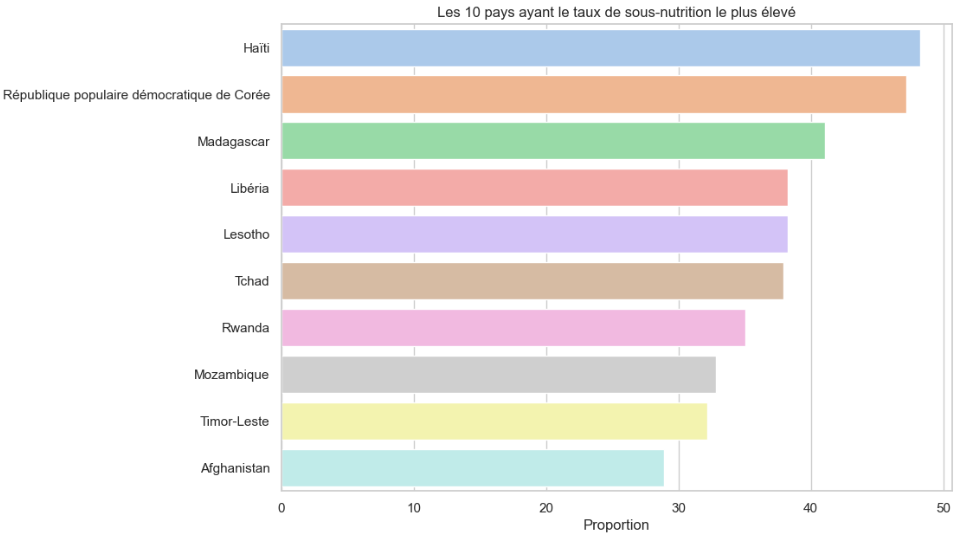 Les 10 pays ayant le taux de sous-nutrition le plus élevé
Haïti
République populaire démocratique de Corée
Madagascar
Libéria
Lesotho
Tchad
Rwanda
Mozambique
Timor-Leste
Afghanistan
0 10 20 30 40 50
Proportion